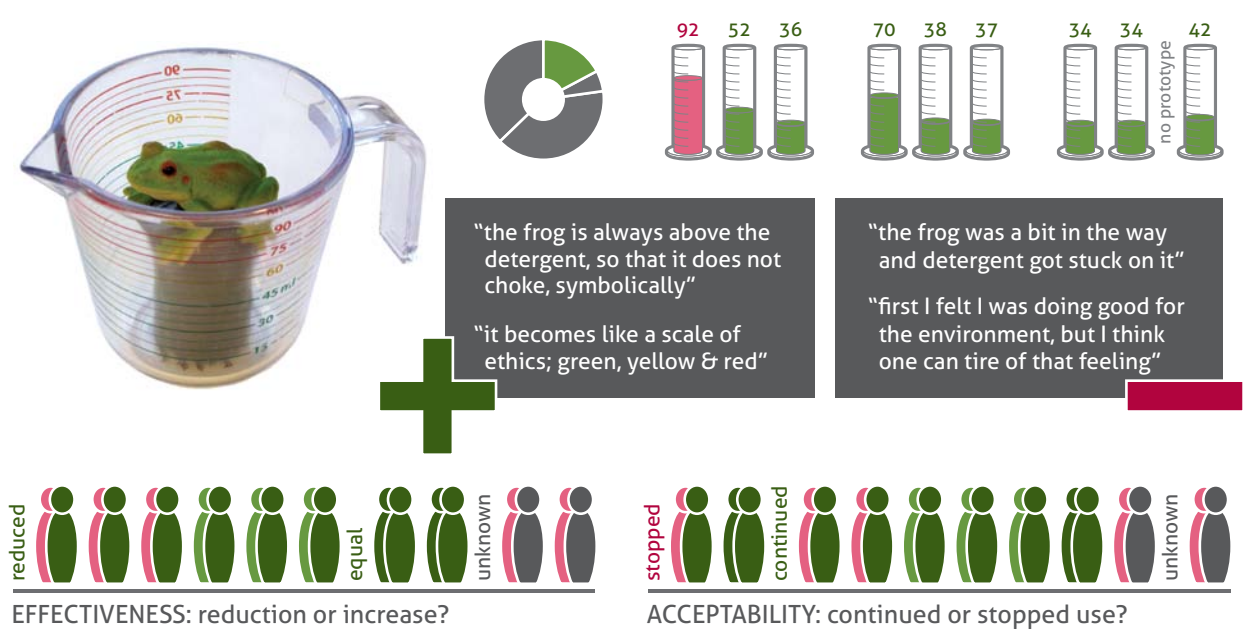 90
75
60
45
90
75
60
45 ml
30
15
92 52 36
70 38 37
34 34 no prototype 42
“the frog is always above the
detergent, so that it does not
choke, symbolically”
“it becomes like a scale of
ethics; green, yellow & red”
“the frog was a bit in the way
and detergent got stuck on it”
“first I felt I was doing good for
the environment, but I think
one can tire of that feeling”
reduced
equal
unknown
EFFECTIVENESS: reduction or increase?
stopped
continued
unknown
ACCEPTABILITY: continued or stopped use?